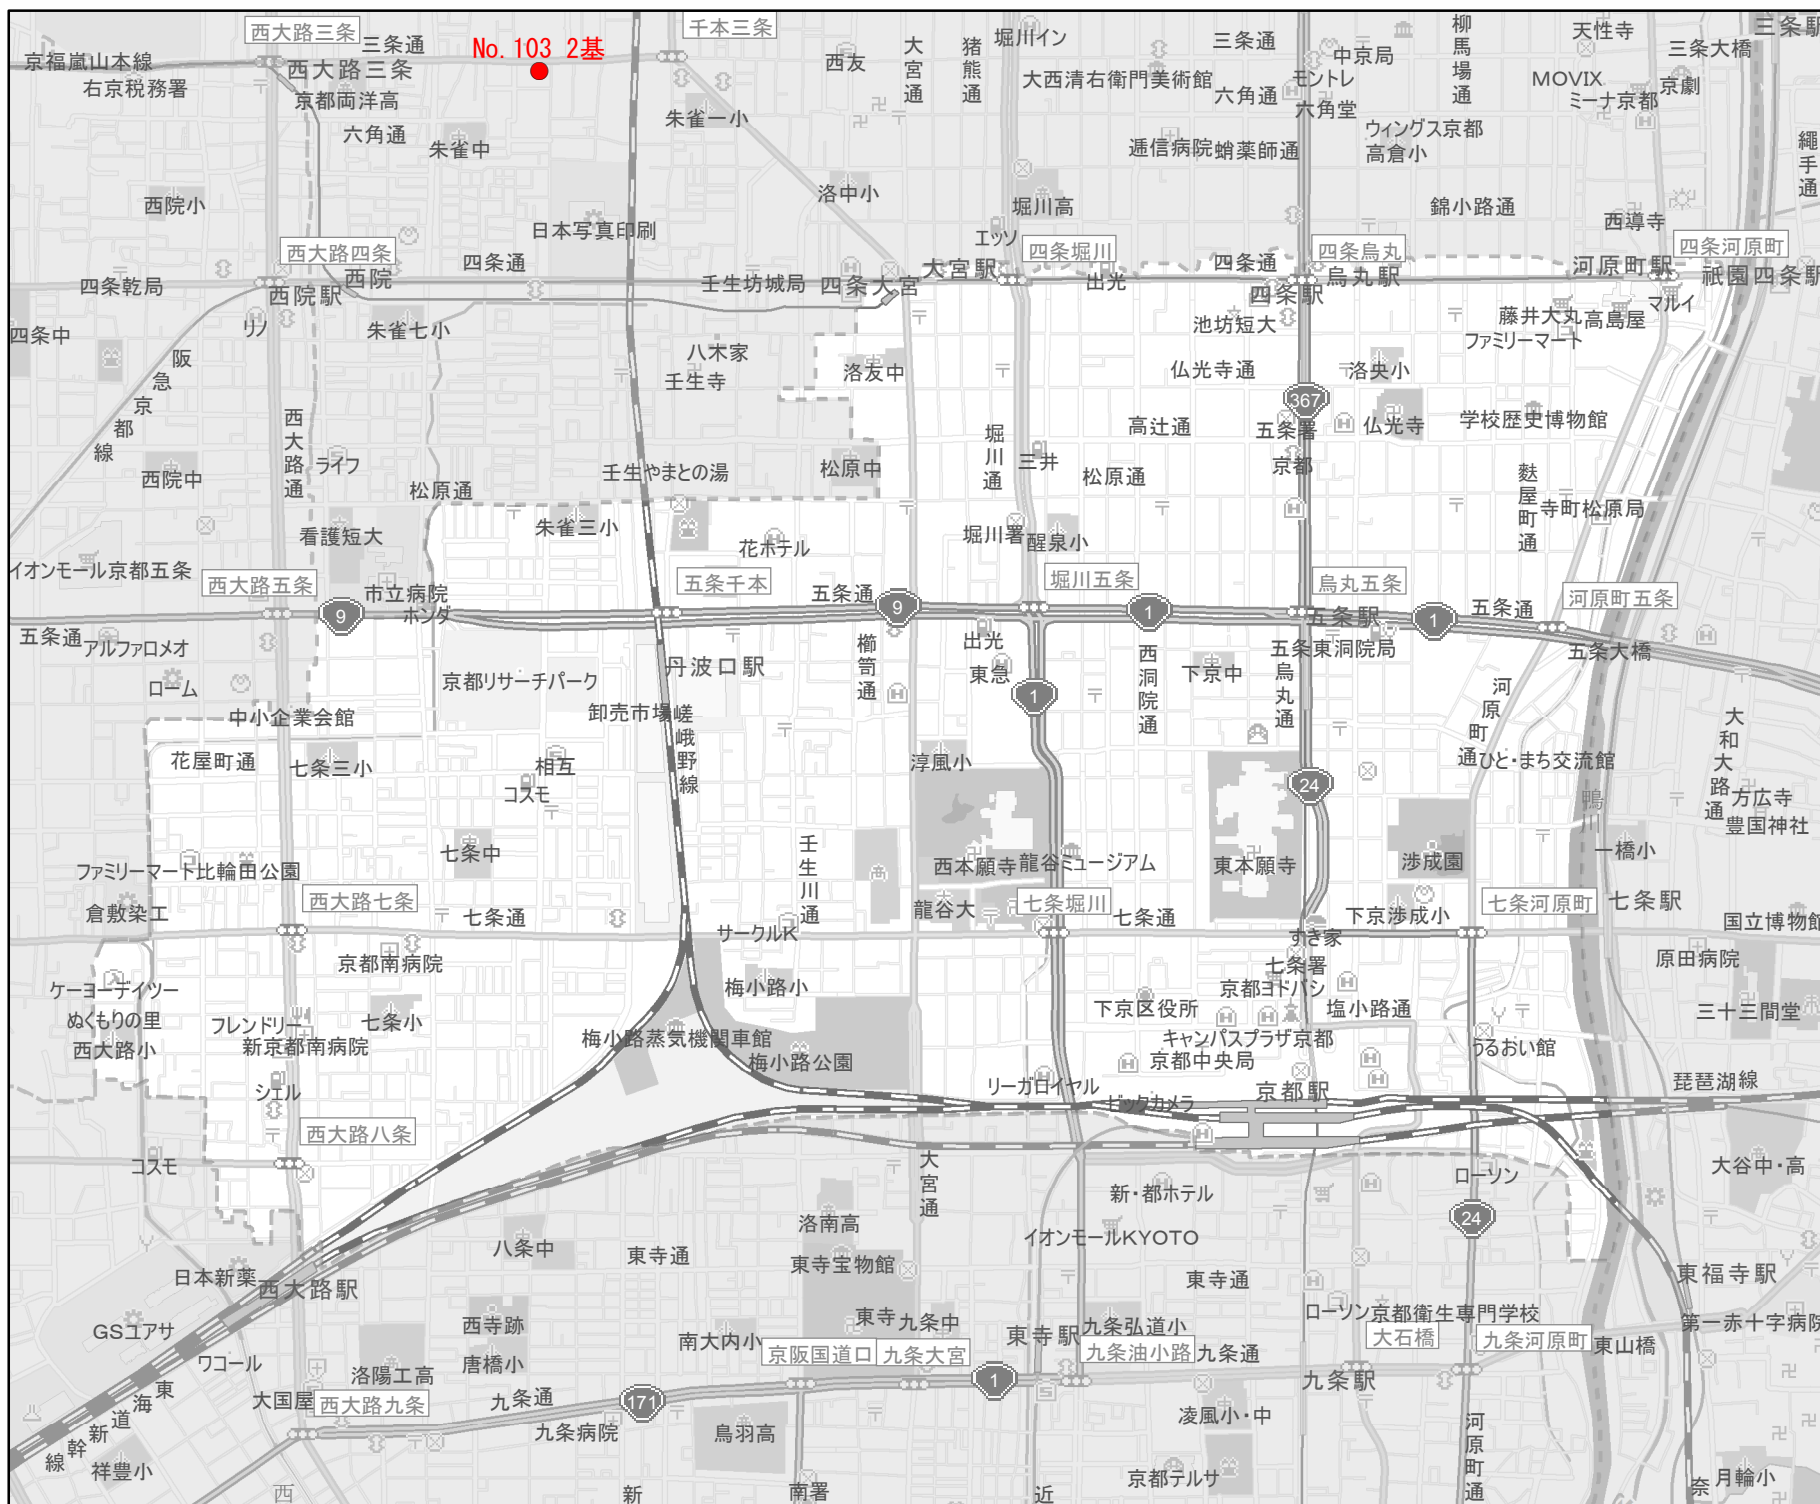 西大路三条
三条通
No. 103 2基
千本三条
大宮通
猪熊通
堀川イン
三条通
中京局
柳馬場通
天性寺
三条大橋
三条駅
京福嵐山本線
右京税務署
西大路三条
京都両洋高
西友
大西清右衛門美術館
六角通
モントレ
六角堂
MOVIX
ミーナ京都
京劇
六角通
朱雀中
朱雀一小
逓信病院
蛸薬師通
ウィングス京都
高倉小
縄手通
西院小
日本写真印刷
洛中小
堀川高
錦小路通
西導寺
西大路四条
西院
四条通
エッソ
大宮駅
四条堀川
四条通
四条烏丸
烏丸駅
四条河原町
河原町駅
祇園四条駅
四条乾局
西院駅
壬生坊城局
四条大宮
出光
四条駅
マルイ
四条中
リノ
朱雀七小
池坊短大
藤井大丸
高島屋
ファミリーマート
八木家
壬生寺
洛友中
仏光寺通
洛央小
阪急京都線
367
西大路通
堀川通
高辻通
五条署
仏光寺
学校歴史博物館
西院中
ライフ
松原通
壬生やまとの湯
松原中
三井
松原通
京都
麩屋町通
寺町松原局
看護短大
朱雀三小
花ホテル
堀川署
醒泉小
イオンモール京都五条
西大路五条
市立病院
ホンダ
五条千本
五条通
堀川五条
烏丸五条
五条駅
五条通
河原町五条
9
9
1
1
五条通
アルファロメオ
櫛笥通
出光
東急
西洞院通
下京中
五条東洞院局
烏丸通
五条大橋
ローム
京都リサーチパーク
丹波口駅
1
河原町通
中小企業会館
卸売市場
嵯峨野線
大和大路通
花屋町通
七条三小
相互
コスモ
淳風小
24
ひと・まち交流館
鴨川
方広寺
豊国神社
七条中
壬生川通
西本願寺
龍谷ミュージアム
東本願寺
渉成園
一橋小
ファミリーマート
比輪田公園
倉敷染工
西大路七条
七条通
龍谷大
七条堀川
七条通
下京渉成小
七条河原町
七条駅
国立博物館
サークルK
すき家
京都南病院
七条署
原田病院
ケーヨーデイツー
梅小路小
京都ヨドバシ
下京区役所
塩小路通
三十三間堂
ぬくもりの里
西大路小
フレンドリー
七条小
新京都南病院
梅小路蒸気機関車館
梅小路公園
キャンパスプラザ京都
京都中央局
うるおい館
シェル
リーガロイヤル
ビックカメラ
京都駅
琵琶湖線
西大路八条
コスモ
大宮通
ローソン
大谷中・高
新・都ホテル
24
洛南高
八条中
東寺通
東寺宝物館
イオンモールKYOTO
東寺通
日本新薬
西大路駅
東福寺駅
GSユアサ
西寺跡
唐橋小
南大内小
東寺
九条中
東寺駅
九条弘道小
ローソン
京都衛生専門学校
大石橋
九条河原町
東山橋
第一赤十字病院
ワコール
洛陽工高
京阪国道口
九条大宮
九条油小路
九条通
九条駅
大国屋
西大路九条
九条通
171
1
九条病院
鳥羽高
凌風小・中
河原町通
東海道新幹線
祥豊小
京都テルサ
月輪小
西
新
南署
近
奈